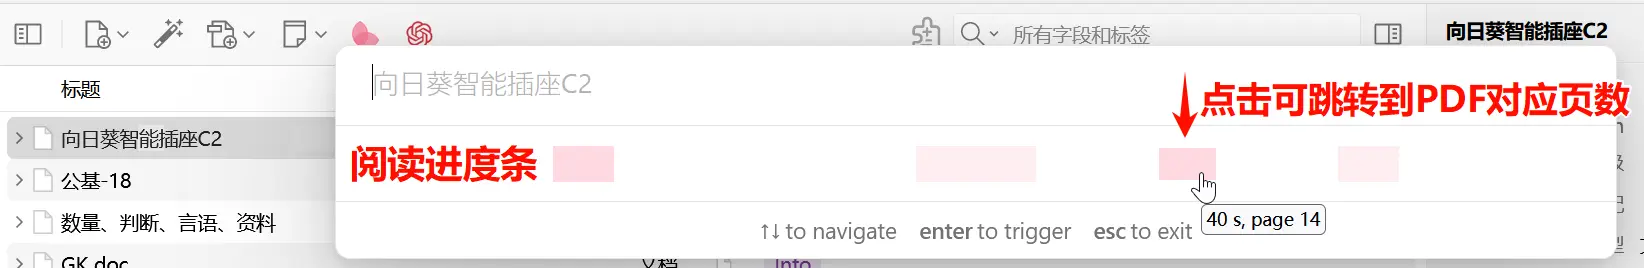 所有字段和标签
向日葵智能插座C2
标题
向日葵智能插座C2
点击可跳转到PDF对应页数
向日葵智能插座C2
阅读进度条
公基-18
40 s, page 14
数量、判断、言语、资料
↑↓ to navigate enter to trigger esc to exit
GK.doc
文档
Info